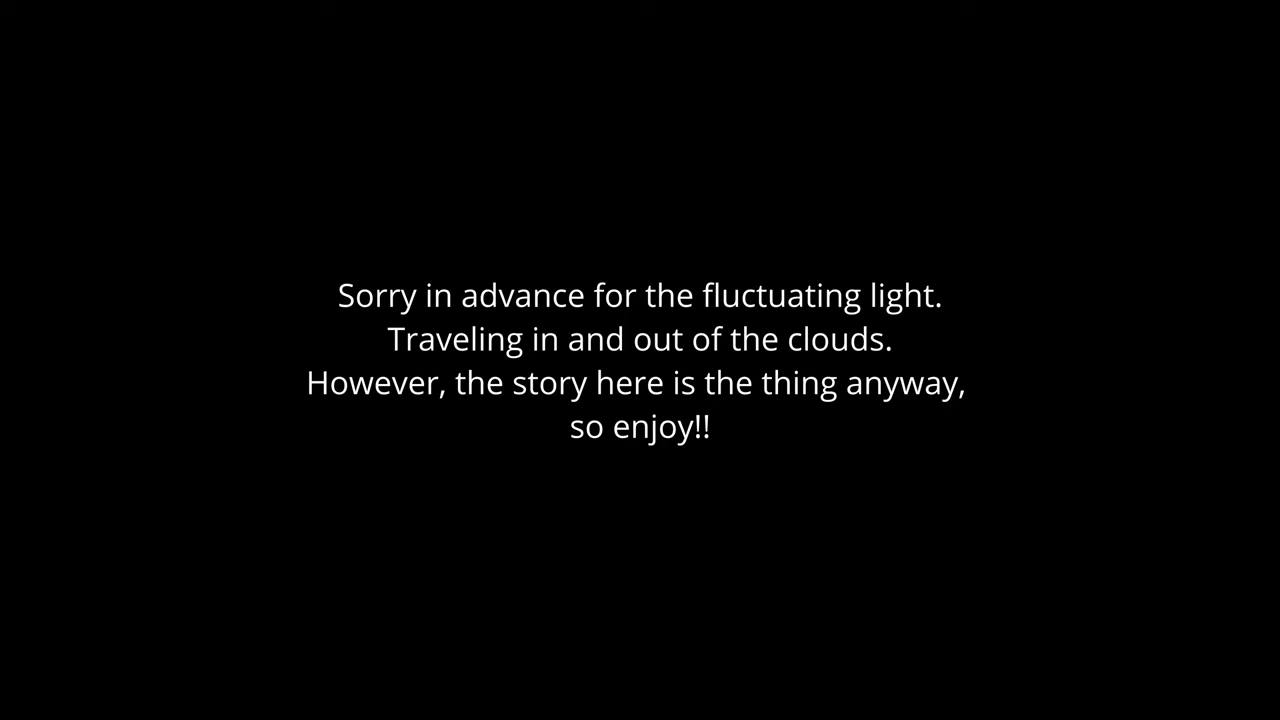 Sorry in advance for the fluctuating light.
Traveling in and out of the clouds.
However, the story here is the thing anyway,
so enjoy!!